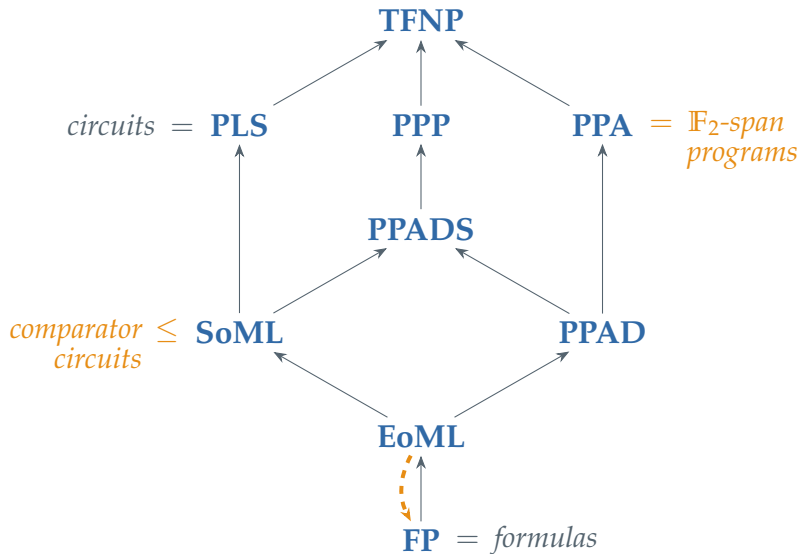 TFNP
circuits = PLS
PPP
PPA = 𝔽₂-span
programs
PPADS
comparator ≤ SoML
circuits
PPAD
EoML
FP = formulas